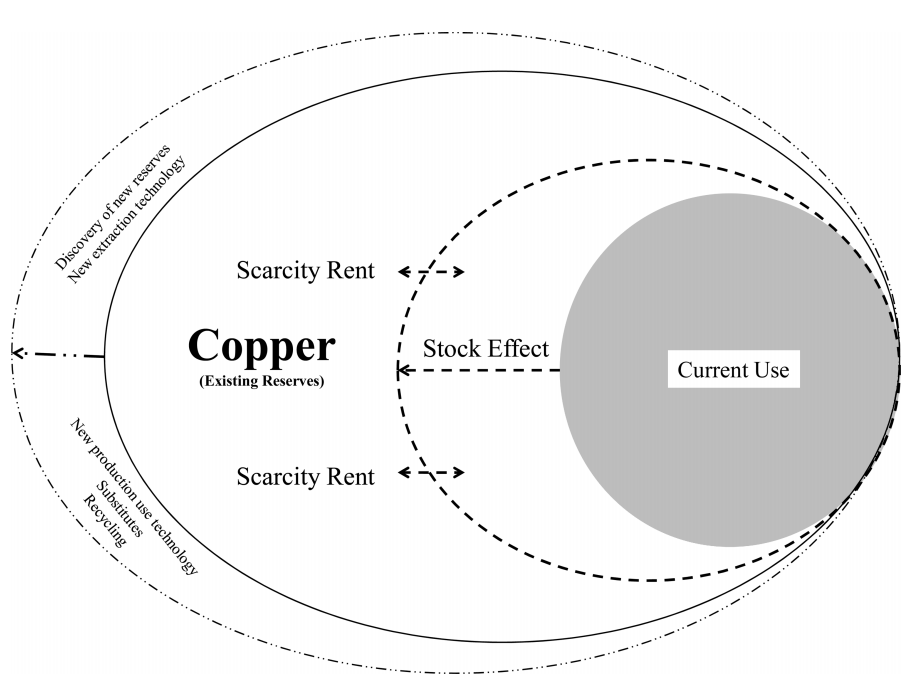 Discovery of new reserves
New extraction technology
Scarcity Rent
Copper
(Existing Reserves)
Stock Effect
Current Use
Scarcity Rent
New production use technology
Substitutes
Recycling